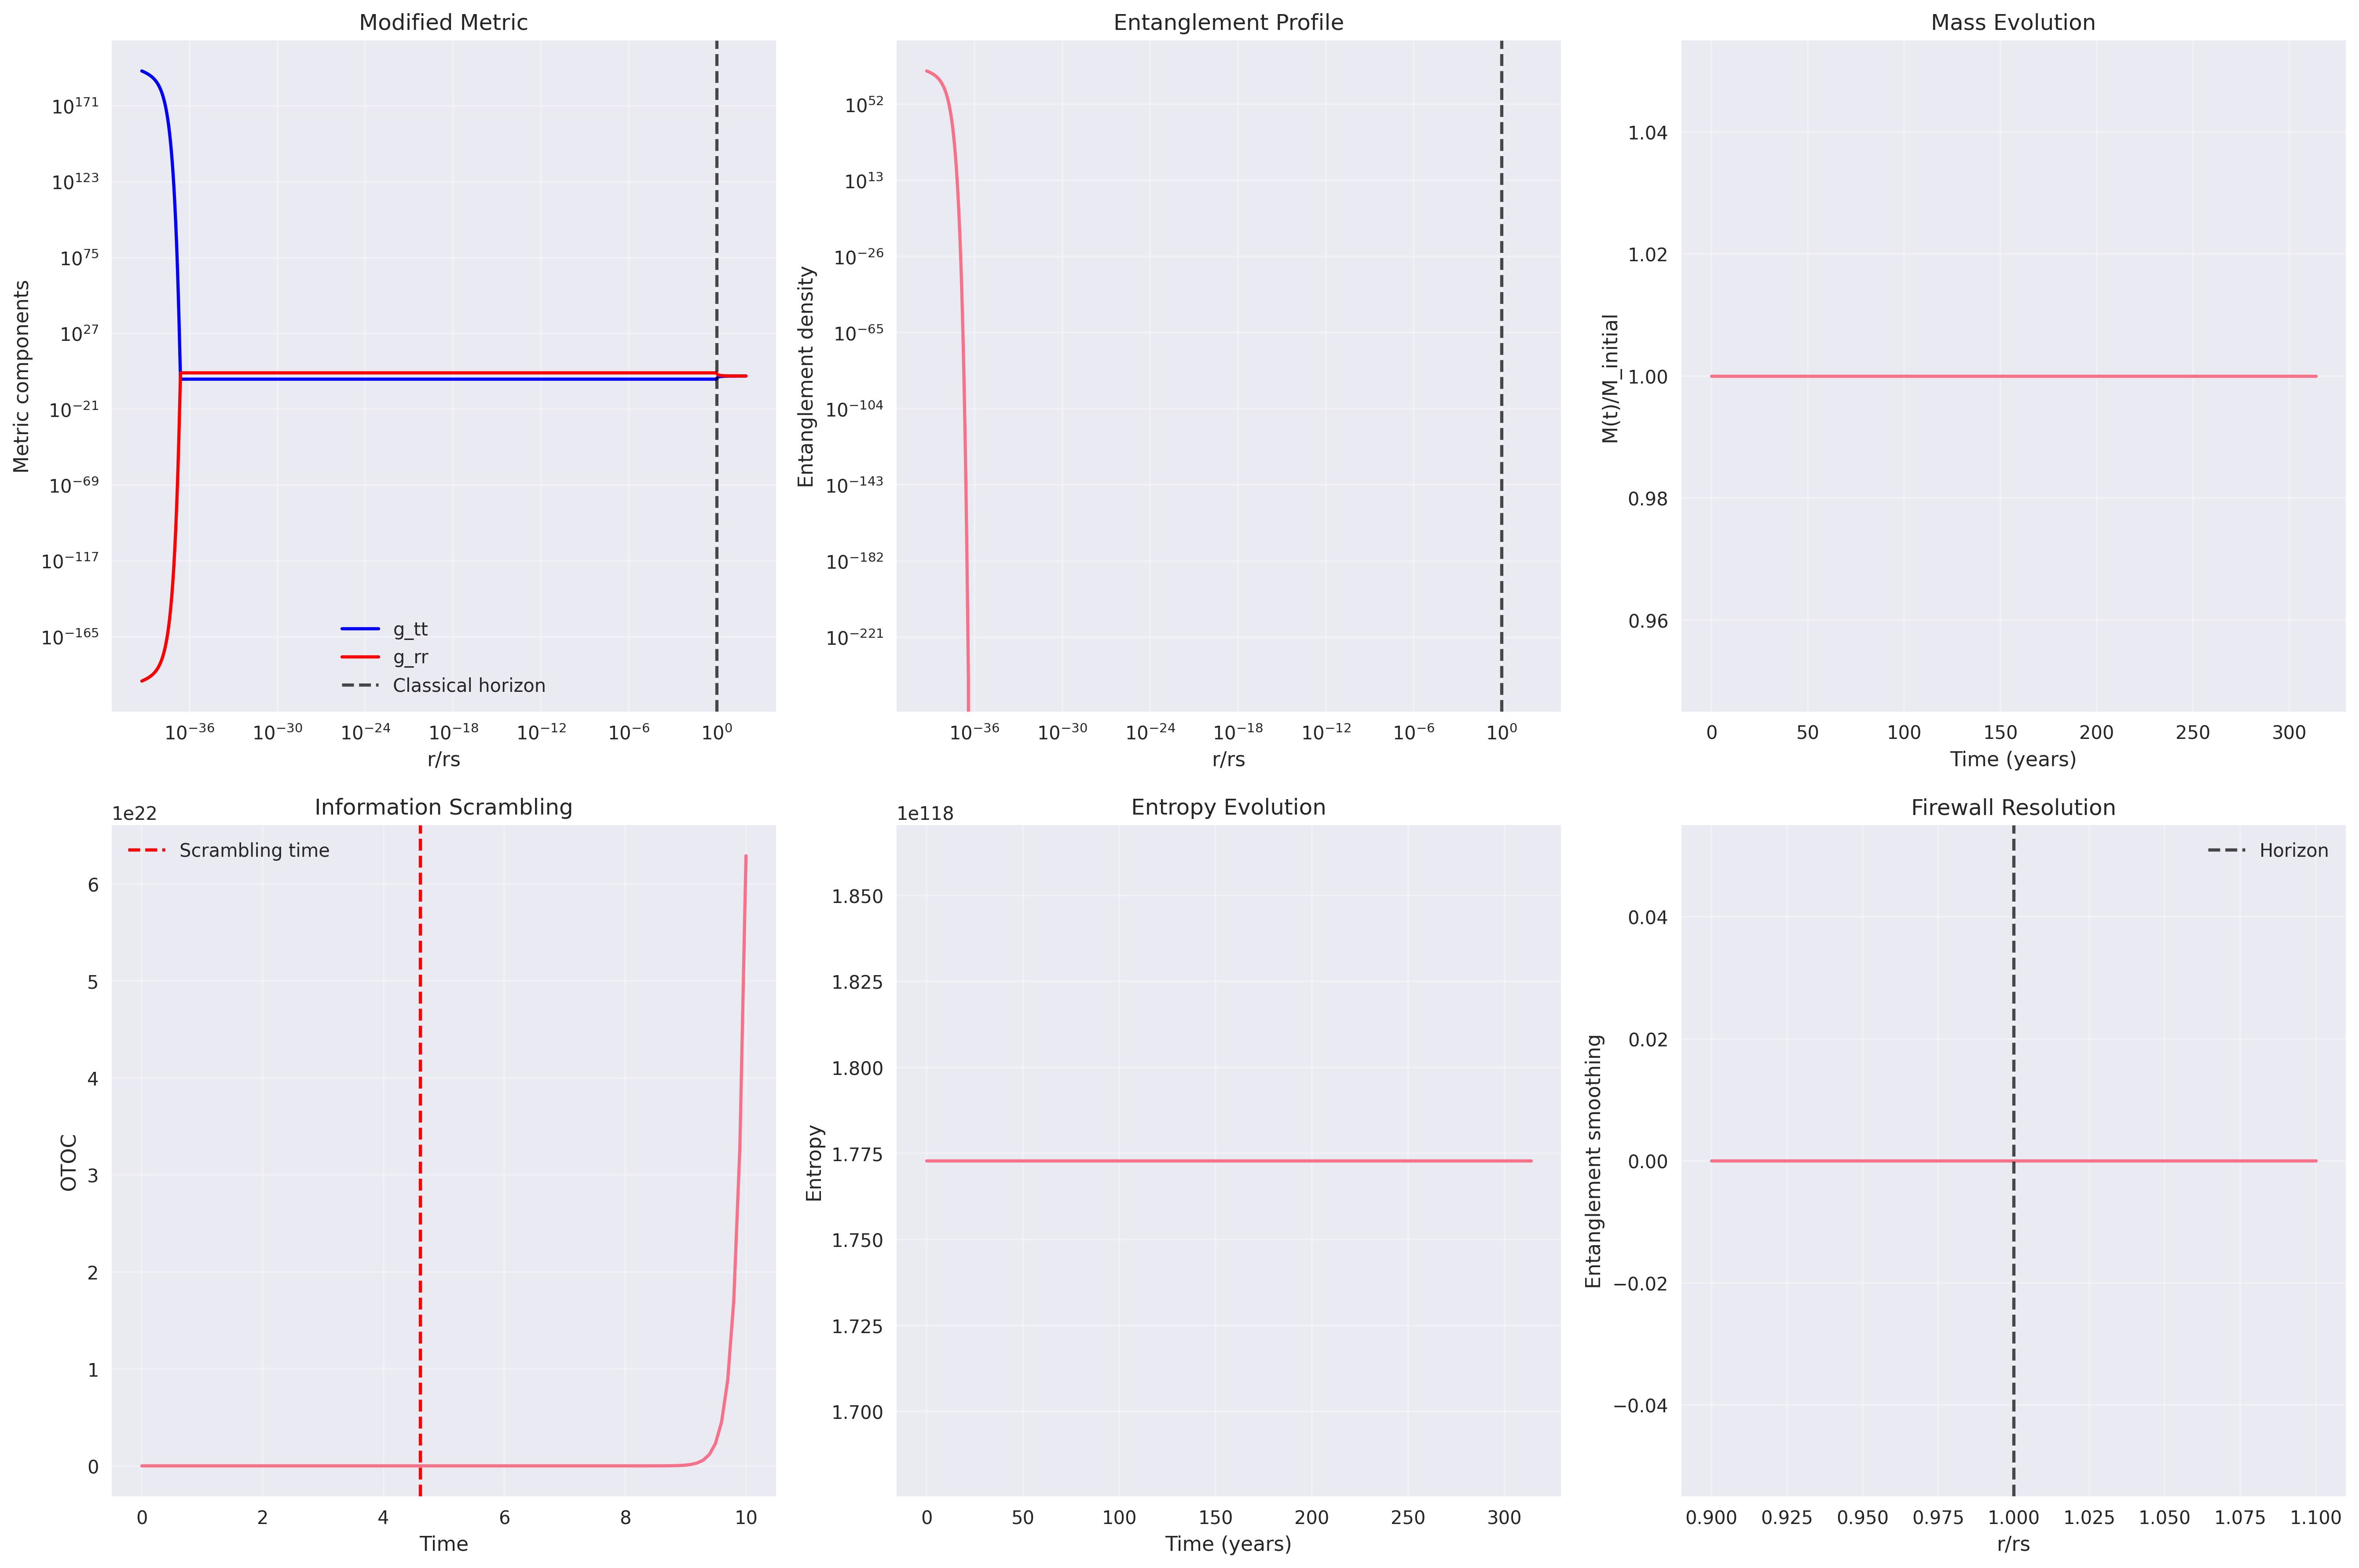 Modified Metric
Metric components
10^171
10^123
10^75
10^27
10^−21
10^−69
10^−117
10^−165
g_tt
g_rr
Classical horizon
10^−36 10^−30 10^−24 10^−18 10^−12 10^−6 10^0
r/rs
Entanglement Profile
Entanglement density
10^52
10^13
10^−26
10^−65
10^−104
10^−143
10^−182
10^−221
10^−36 10^−30 10^−24 10^−18 10^−12 10^−6 10^0
r/rs
Mass Evolution
M(t)/M_initial
1.04
1.02
1.00
0.98
0.96
0 50 100 150 200 250 300
Time (years)
Information Scrambling
1e22
Scrambling time
OTOC
6
5
4
3
2
1
0
0 2 4 6 8 10
Time
Entropy Evolution
1e118
Entropy
1.850
1.825
1.800
1.775
1.750
1.725
1.700
0 50 100 150 200 250 300
Time (years)
Firewall Resolution
Horizon
Entanglement smoothing
0.04
0.02
0.00
−0.02
−0.04
0.900 0.925 0.950 0.975 1.000 1.025 1.050 1.075 1.100
r/rs